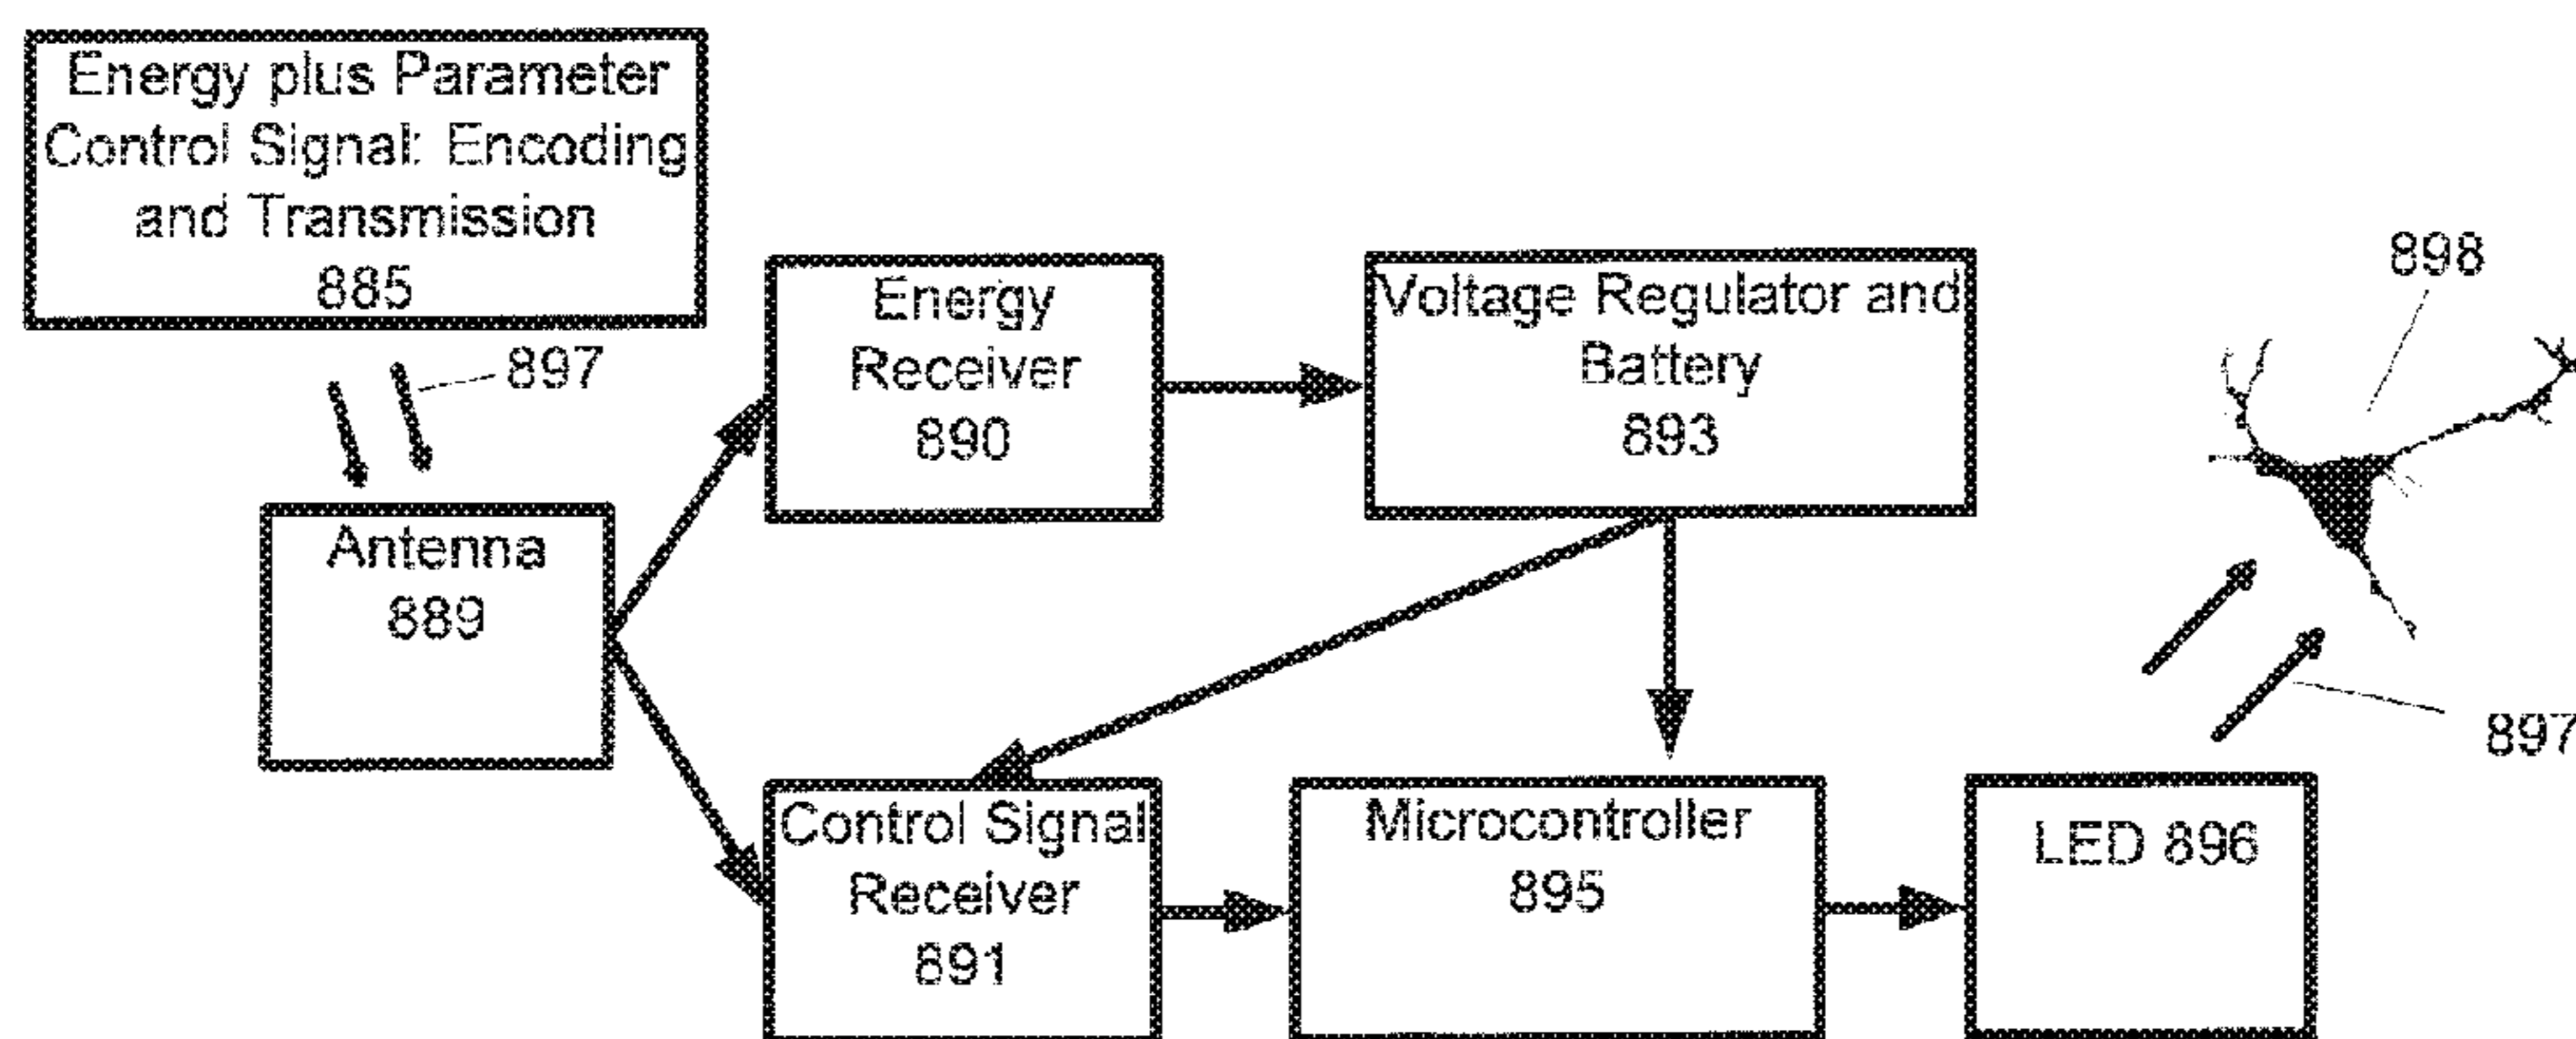 Energy plus Parameter
Control Signal: Encoding
and Transmission
885
897
Antenna
889
Energy
Receiver
890
Voltage Regulator and
Battery
893
898
Control Signal
Receiver
891
Microcontroller
895
LED 896
897